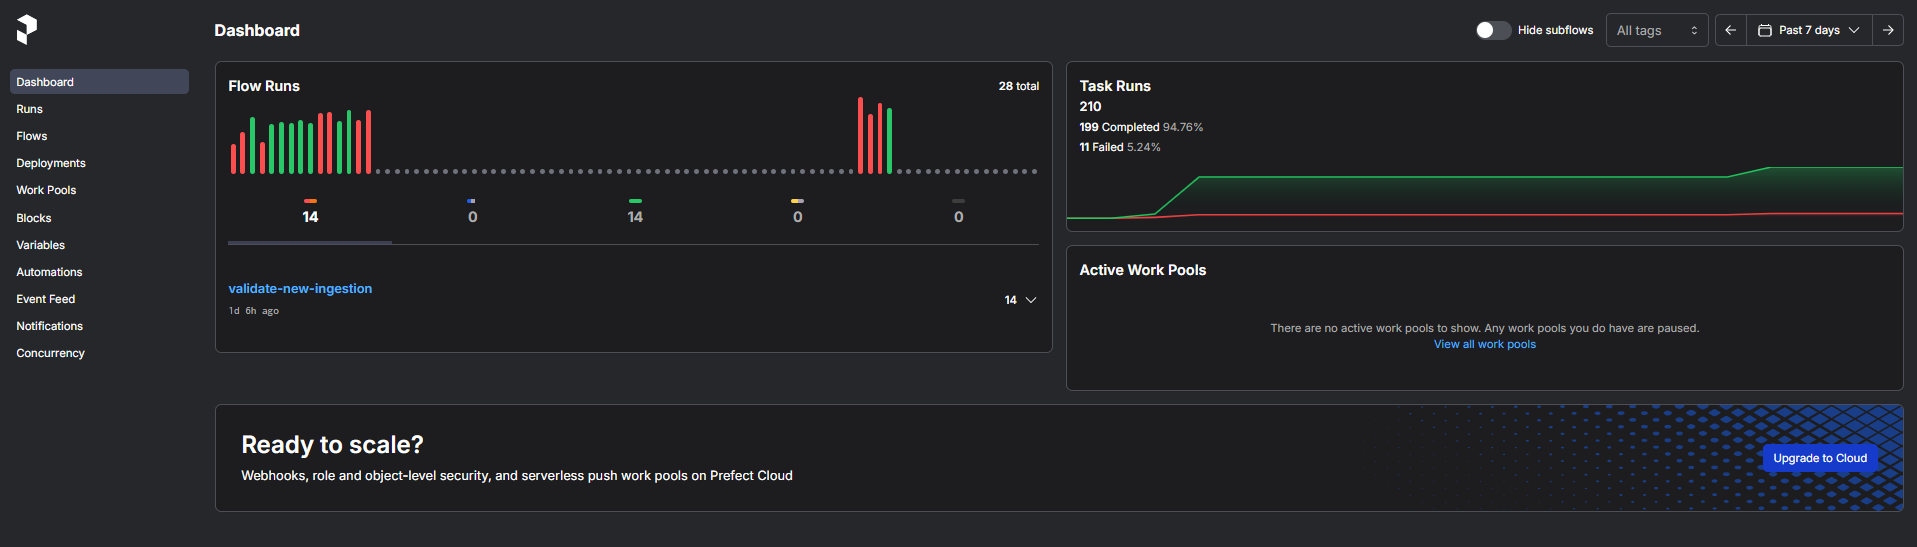 Dashboard
Hide subflows
All tags
Past 7 days
Dashboard
Runs
Flows
Deployments
Work Pools
Blocks
Variables
Automations
Event Feed
Notifications
Concurrency
Flow Runs
28 total
14
0
14
0
0
validate-new-ingestion
1d 6h ago
14
Task Runs
210
199 Completed 94.76%
11 Failed 5.24%
Active Work Pools
There are no active work pools to show. Any work pools you do have are paused.
View all work pools
Ready to scale?
Webhooks, role and object-level security, and serverless push work pools on Prefect Cloud
Upgrade to Cloud